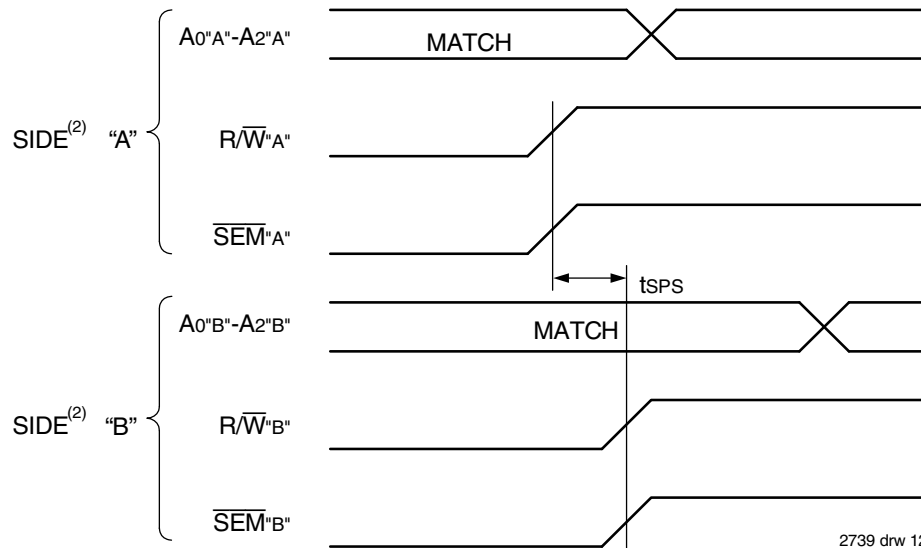 A0"A"-A2"A"
MATCH
SIDE(2) “A”
R/W"A"
SEM"A"
tSPS
A0"B"-A2"B"
MATCH
SIDE(2) “B”
R/W"B"
SEM"B"
2739 drw 12